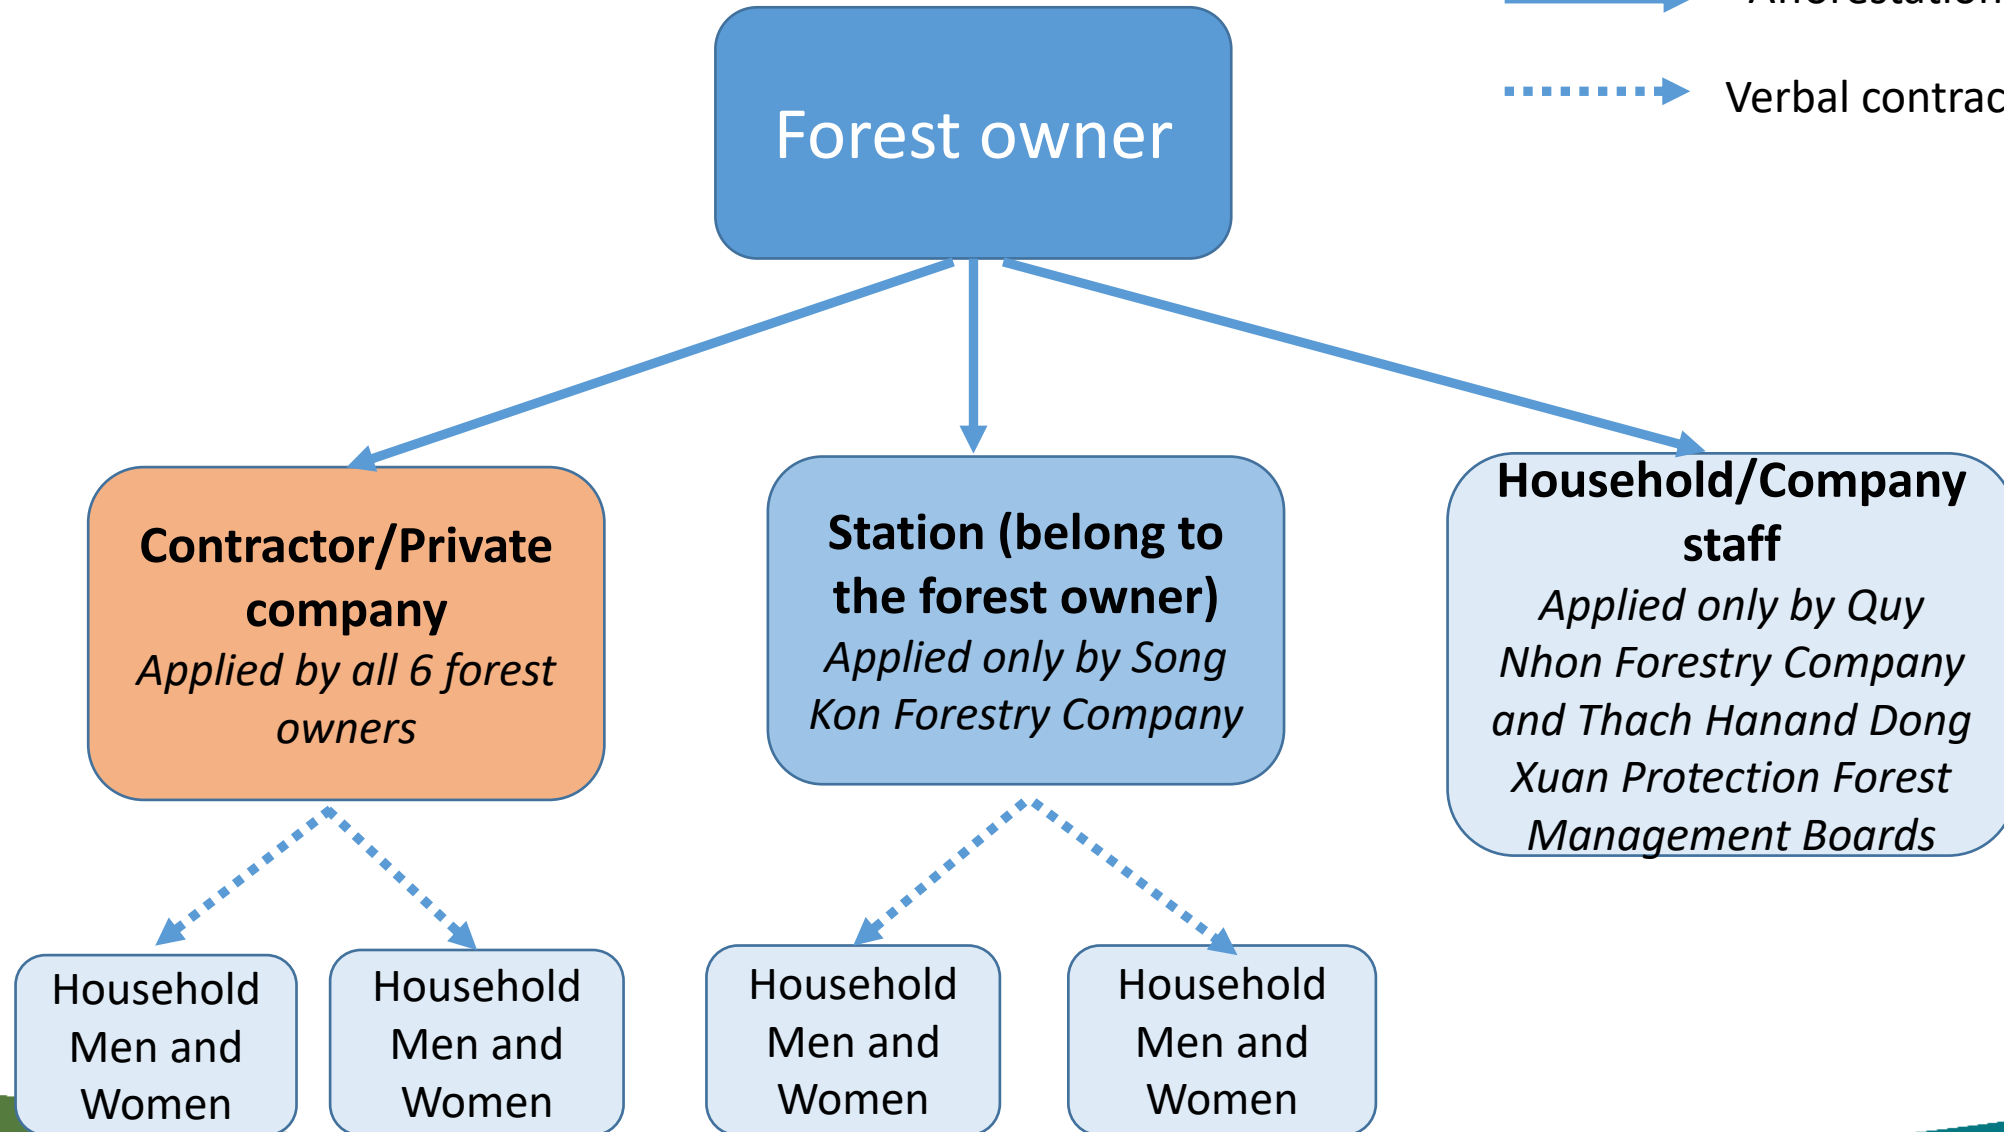 Forest owner
Verbal contrac
Contractor/Private
company
Applied by all 6 forest
owners
Station (belong to
the forest owner)
Applied only by Song
Kon Forestry Company
Household/Company
staff
Applied only by Quy
Nhon Forestry Company
and Thach Hanand Dong
Xuan Protection Forest
Management Boards
Household
Men and
Women
Household
Men and
Women
Household
Men and
Women
Household
Men and
Women